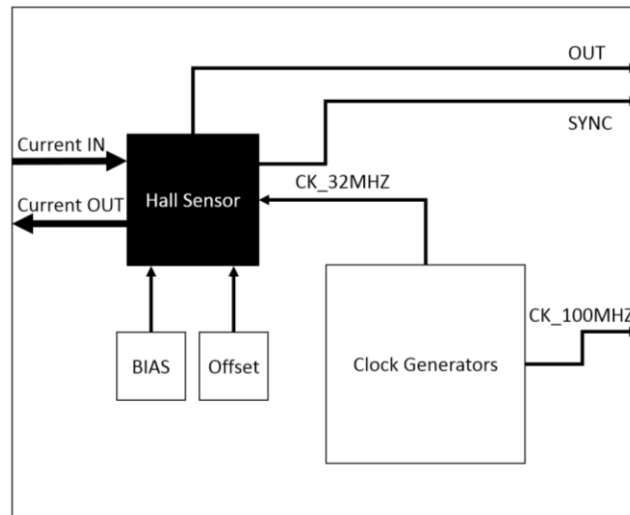 OUT
SYNC
Current IN
CK_32MHZ
Hall Sensor
Current OUT
CK_100MHZ
BIAS
Offset
Clock Generators